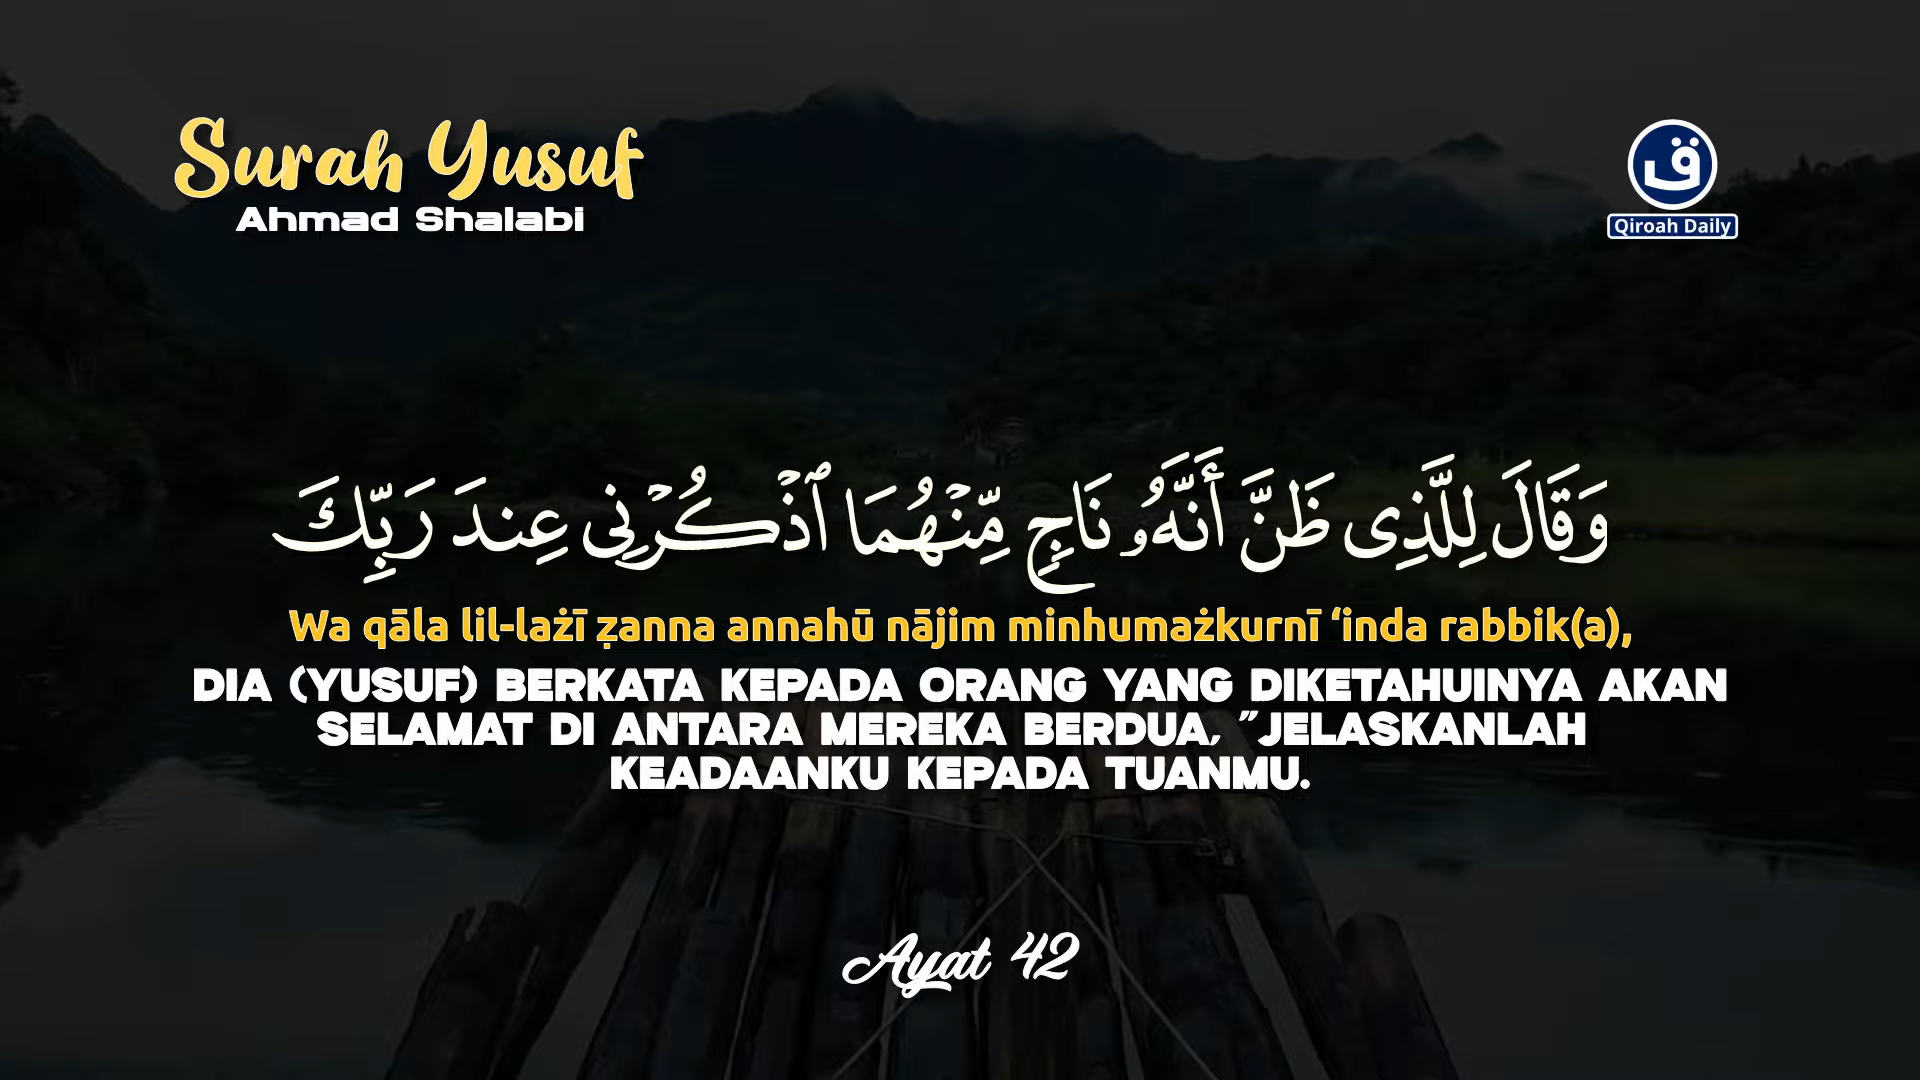 Surah Yusuf
Ahmad Shalabi
ق
Qiroah Daily
وَقَالَ لِلَّذِى ظَنَّ أَنَّهُۥ نَاجٍ مِّنْهُمَا ٱذْكُرْنِى عِندَ رَبِّكَ
Wa qāla lil-lażī ẓanna annahū nājim minhumażkurnī ‘inda rabbik(a),
DIA (YUSUF) BERKATA KEPADA ORANG YANG DIKETAHUINYA AKAN
SELAMAT DI ANTARA MEREKA BERDUA, "JELASKANLAH
KEADAANKU KEPADA TUANMU.
Ayat 42